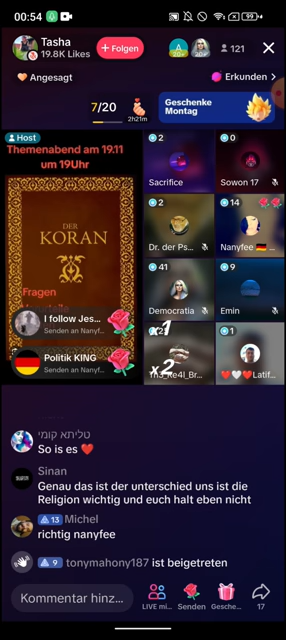 00:54
99
Tasha
19.8K Likes
+ Folgen
20+
20+
121
Angesagt
Erkunden >
7/20
2h21m
Geschenke
Montag
Host
Themenabend am 19.11
um 19Uhr
DER
KORAN
Fragen
I follow Jes...
Senden an Nanyf...
Politik KING
Senden an Nanyf...
2
Sacrifice
0
Sowon 17
2
Dr. der Ps...
14
Nanyfee 🇩🇪 ...
41
Democratia
9
Emin
x 1
x 2
1
❤️🤍❤️Latif...
טליתא קומי
So is es ❤️
Sinan
Genau das ist der unterschied uns ist die
Religion wichtig und euch halt eben nicht
13 Michel
richtig nanyfee
9 tonymahony187 ist beigetreten
Kommentar hinz...
LIVE mi...
Senden
Gesche...
17